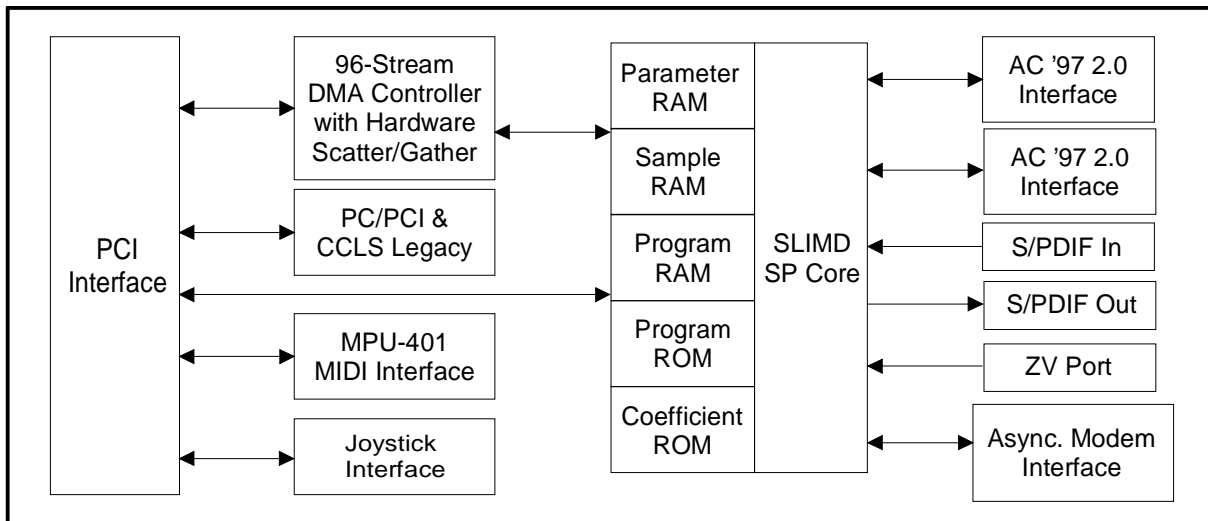 PCI
Interface
96-Stream
DMA Controller
with Hardware
Scatter/Gather
PC/PCI &
CCLS Legacy
MPU-401
MIDI Interface
Joystick
Interface
Parameter
RAM
Sample
RAM
Program
RAM
Program
ROM
Coefficient
ROM
SLIMD
SP Core
AC '97 2.0
Interface
AC '97 2.0
Interface
S/PDIF In
S/PDIF Out
ZV Port
Async. Modem
Interface